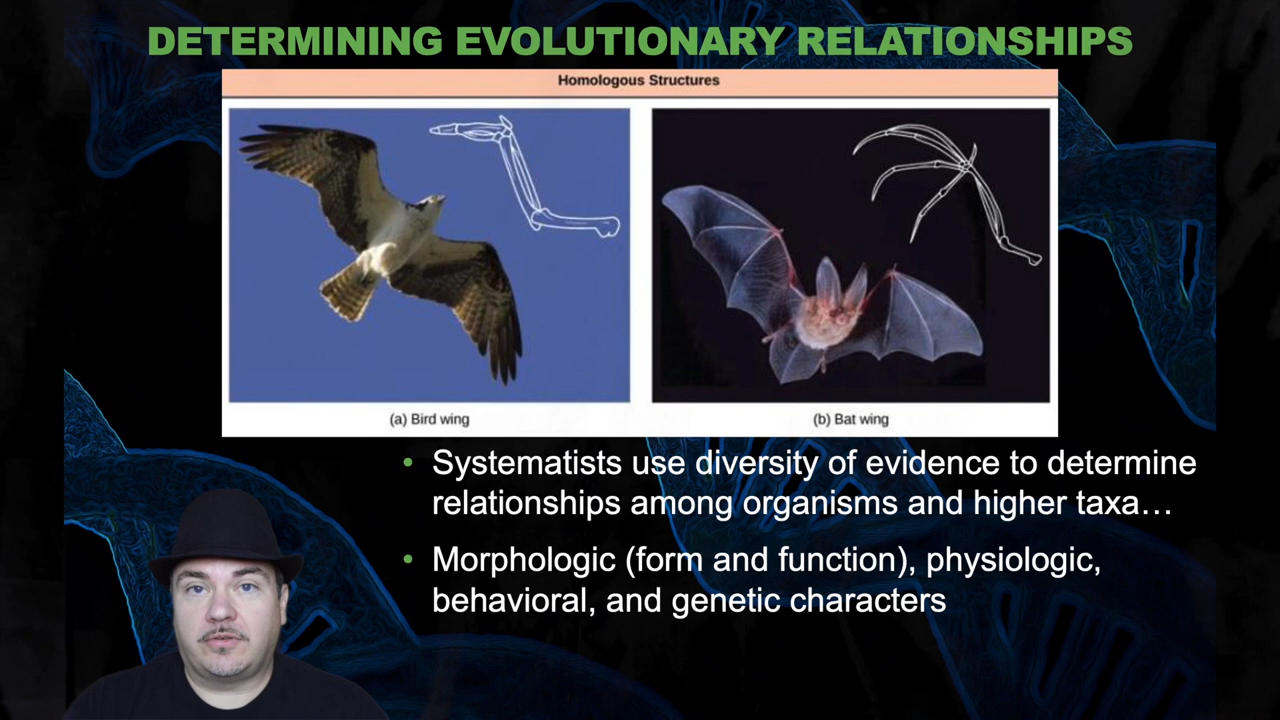 DETERMINING EVOLUTIONARY RELATIONSHIPS
Homologous Structures
(a) Bird wing
(b) Bat wing
• Systematists use diversity of evidence to determine
relationships among organisms and higher taxa…
• Morphologic (form and function), physiologic,
behavioral, and genetic characters